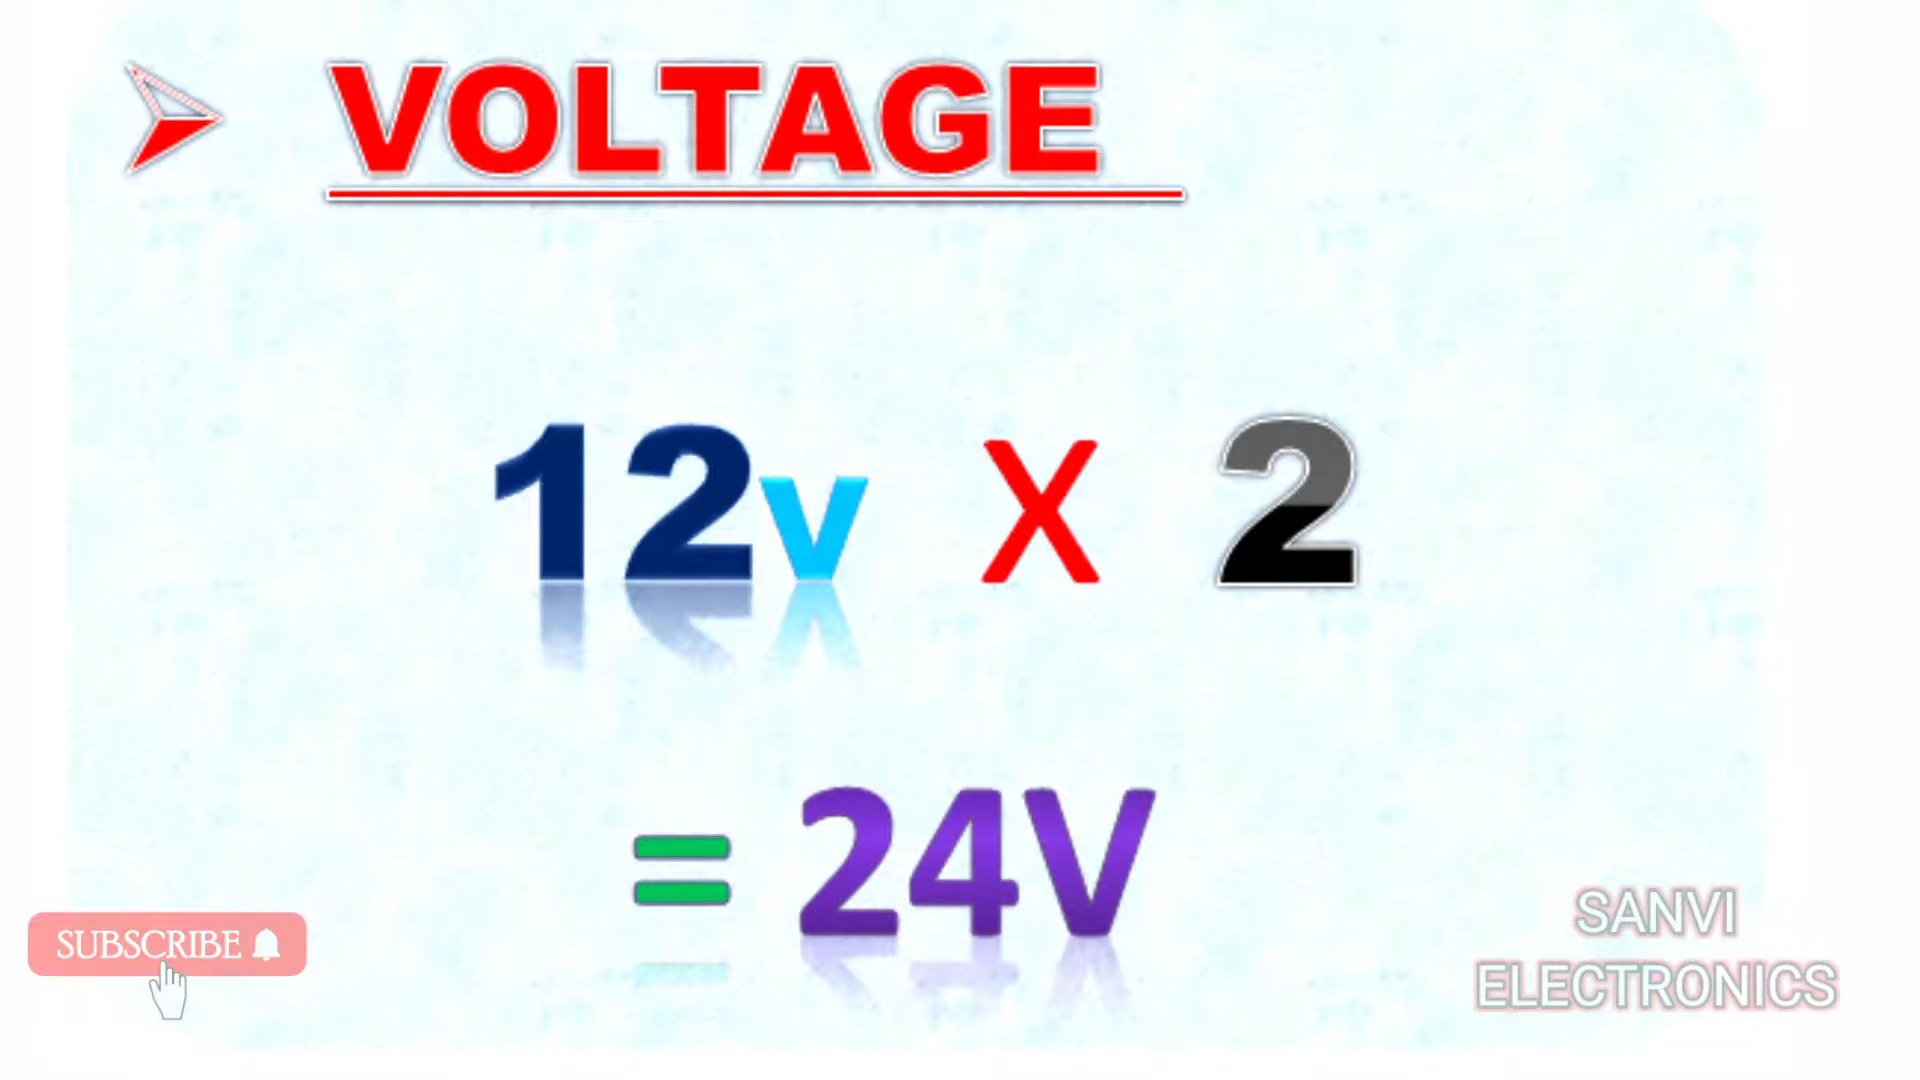 VOLTAGE
12v X 2
= 24V
SUBSCRIBE
SANVI
ELECTRONICS